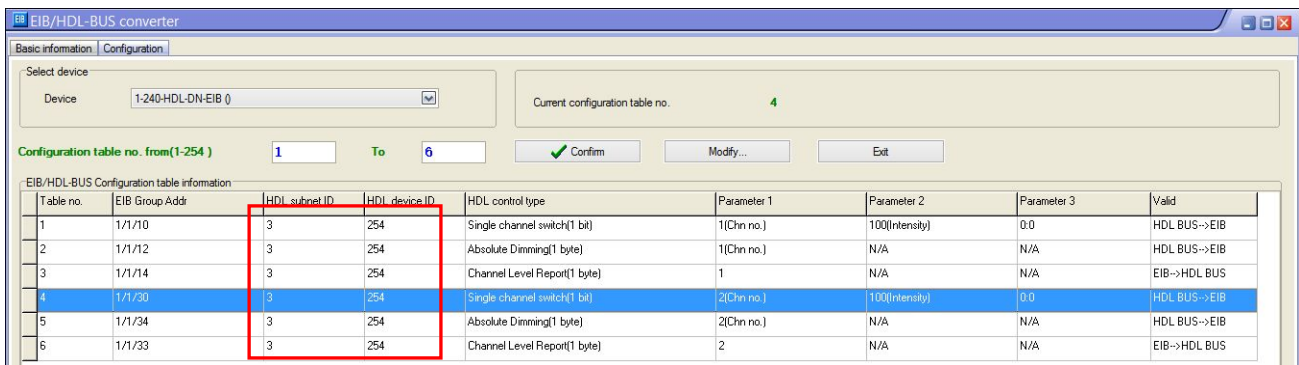 EIB EIB/HDL-BUS converter
Basic information Configuration
Select device
Device 1-240-HDL-DN-EIB ()
Current configuration table no. 4
Configuration table no. from(1-254 ) 1 To 6 Confirm Modify... Exit
EIB/HDL-BUS Configuration table information
Table no. EIB Group Addr HDL subnet ID HDL device ID HDL control type Parameter 1 Parameter 2 Parameter 3 Valid
1 1/1/10 3 254 Single channel switch(1 bit) 1(Chn no.) 100(Intensity) 0:0 HDL BUS-->EIB
2 1/1/12 3 254 Absolute Dimming(1 byte) 1(Chn no.) N/A N/A HDL BUS-->EIB
3 1/1/14 3 254 Channel Level Report(1 byte) 1 N/A N/A EIB-->HDL BUS
4 1/1/30 3 254 Single channel switch(1 bit) 2(Chn no.) 100(Intensity) 0:0 HDL BUS-->EIB
5 1/1/34 3 254 Absolute Dimming(1 byte) 2(Chn no.) N/A N/A HDL BUS-->EIB
6 1/1/33 3 254 Channel Level Report(1 byte) 2 N/A N/A EIB-->HDL BUS